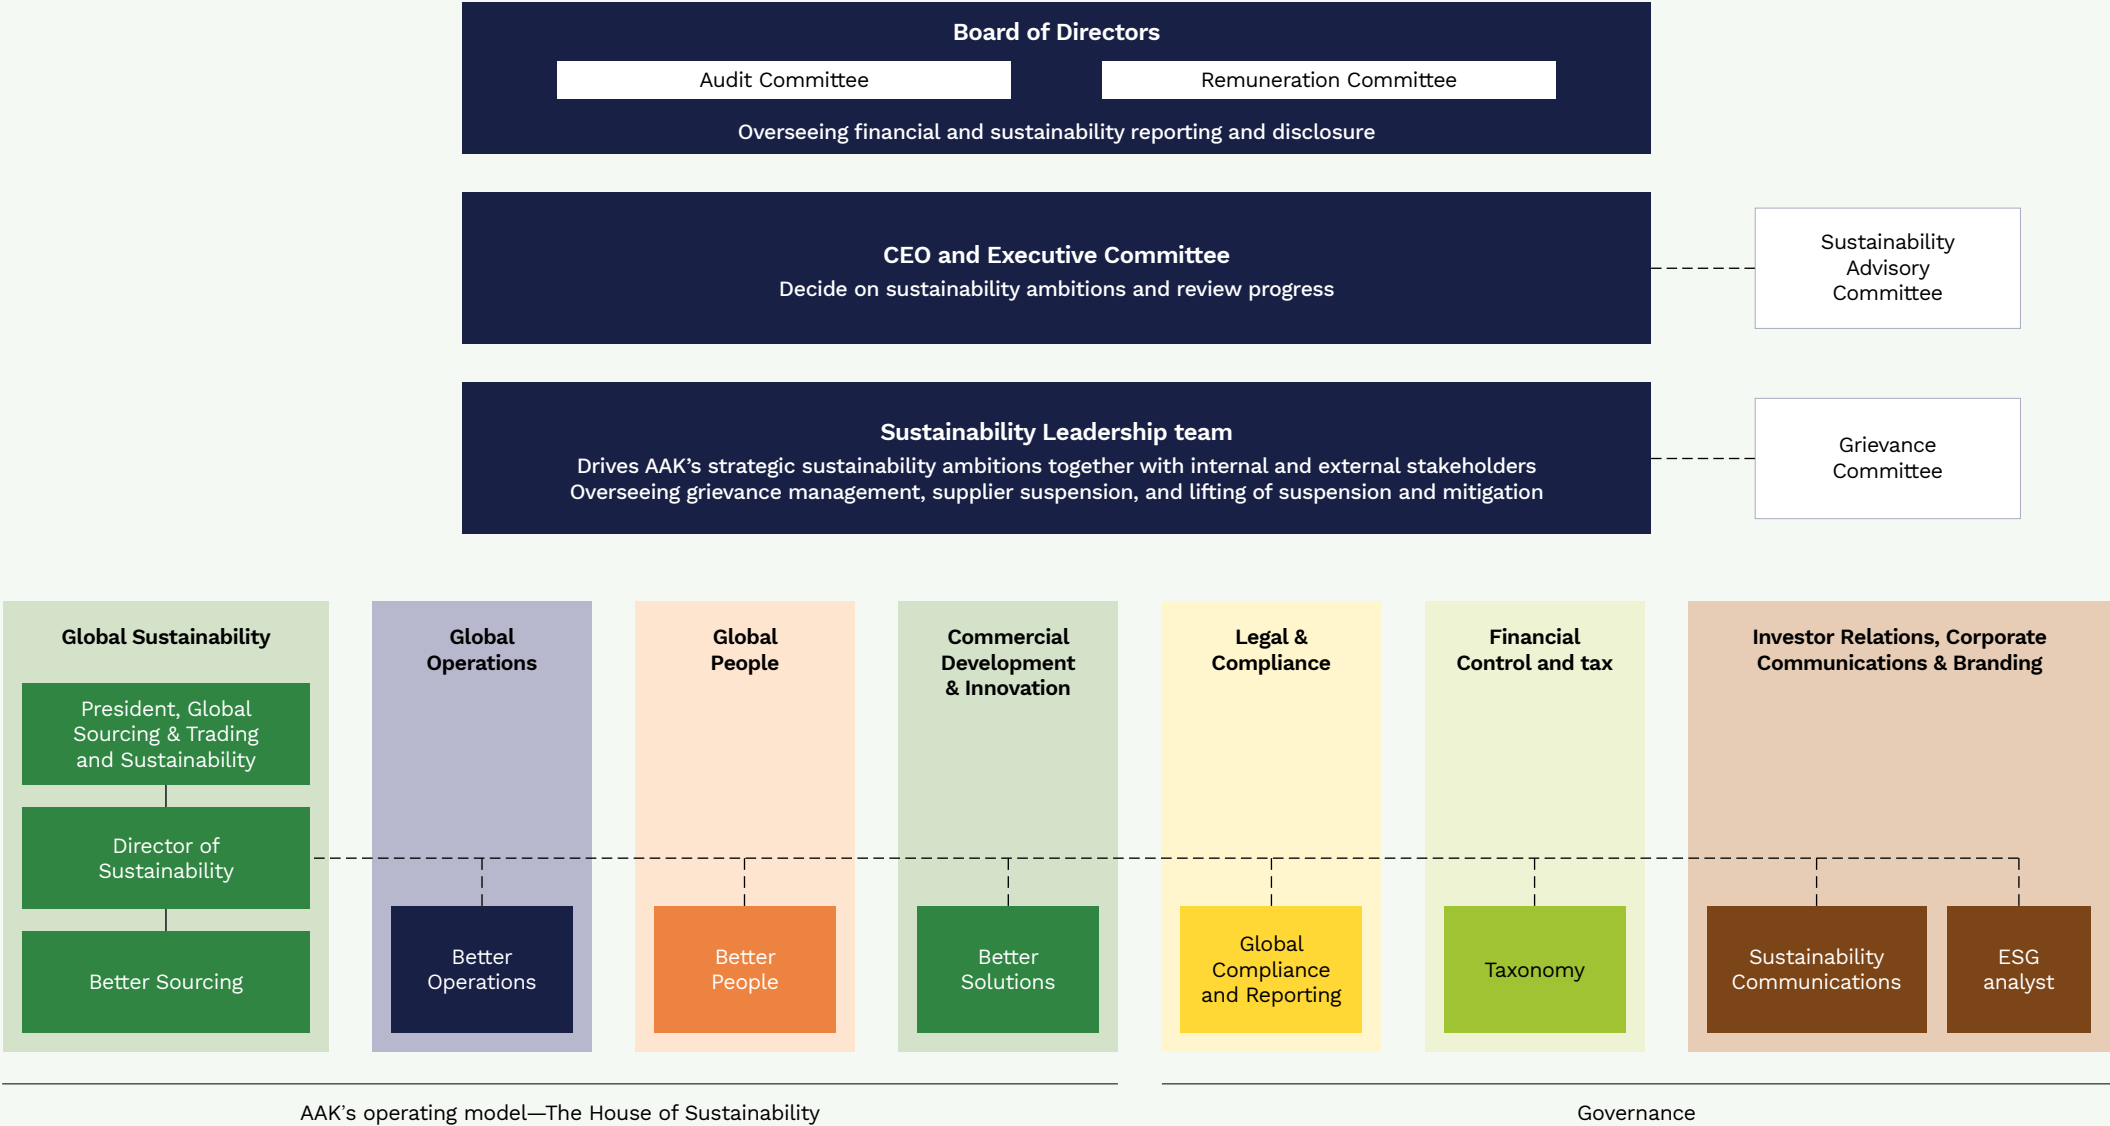 Board of Directors
Audit Committee
Remuneration Committee
Overseeing financial and sustainability reporting and disclosure
CEO and Executive Committee
Decide on sustainability ambitions and review progress
Sustainability
Advisory
Committee
Sustainability Leadership team
Drives AAK’s strategic sustainability ambitions together with internal and external stakeholders
Overseeing grievance management, supplier suspension, and lifting of suspension and mitigation
Grievance
Committee
Global Sustainability
President, Global
Sourcing & Trading
and Sustainability
Director of
Sustainability
Better Sourcing
Global
Operations
Better
Operations
Global
People
Better
People
Commercial
Development
& Innovation
Better
Solutions
Legal &
Compliance
Global
Compliance
and Reporting
Financial
Control and tax
Taxonomy
Investor Relations, Corporate
Communications & Branding
Sustainability
Communications
ESG
analyst
AAK’s operating model—The House of Sustainability
Governance